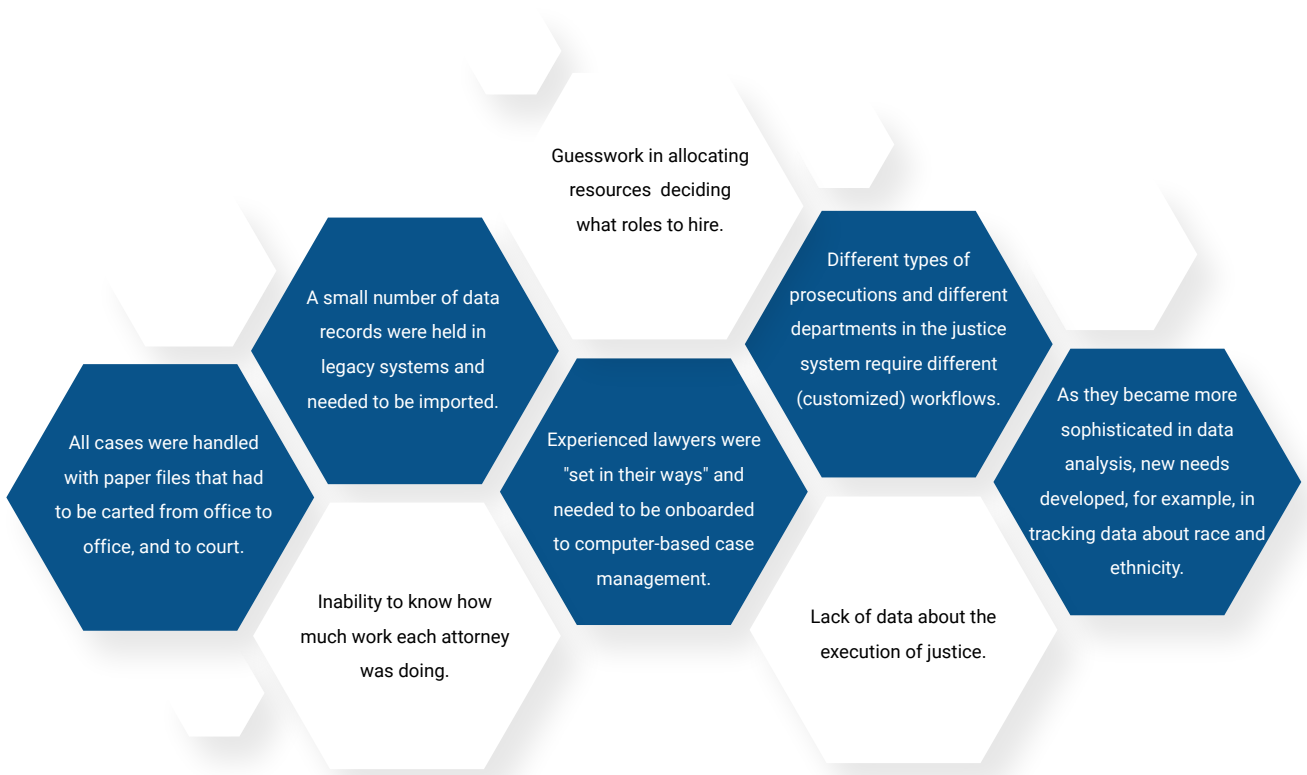 Guesswork in allocating
resources  deciding
what roles to hire.
A small number of data
records were held in
legacy systems and
needed to be imported.
Different types of
prosecutions and different
departments in the justice
system require different
(customized) workflows.
All cases were handled
with paper files that had
to be carted from office to
office, and to court.
Experienced lawyers were
"set in their ways" and
needed to be onboarded
to computer-based case
management.
As they became more
sophisticated in data
analysis, new needs
developed, for example, in
tracking data about race and
ethnicity.
Inability to know how
much work each attorney
was doing.
Lack of data about the
execution of justice.